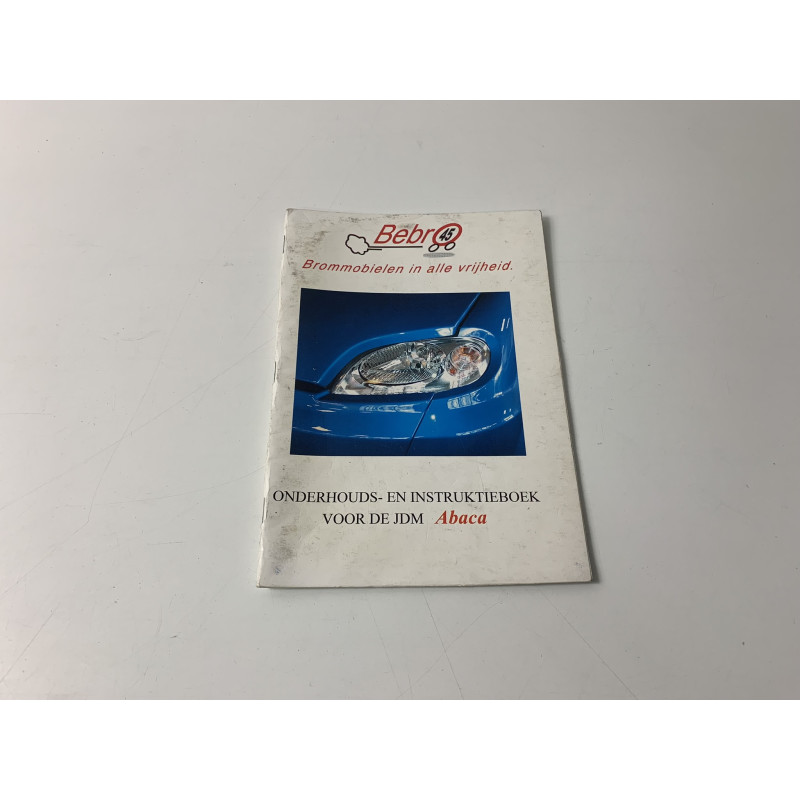 Bebro
45
Brommobielen in alle vrijheid.
ONDERHOUDS- EN INSTRUKTIEBOEK
VOOR DE JDM Abaca